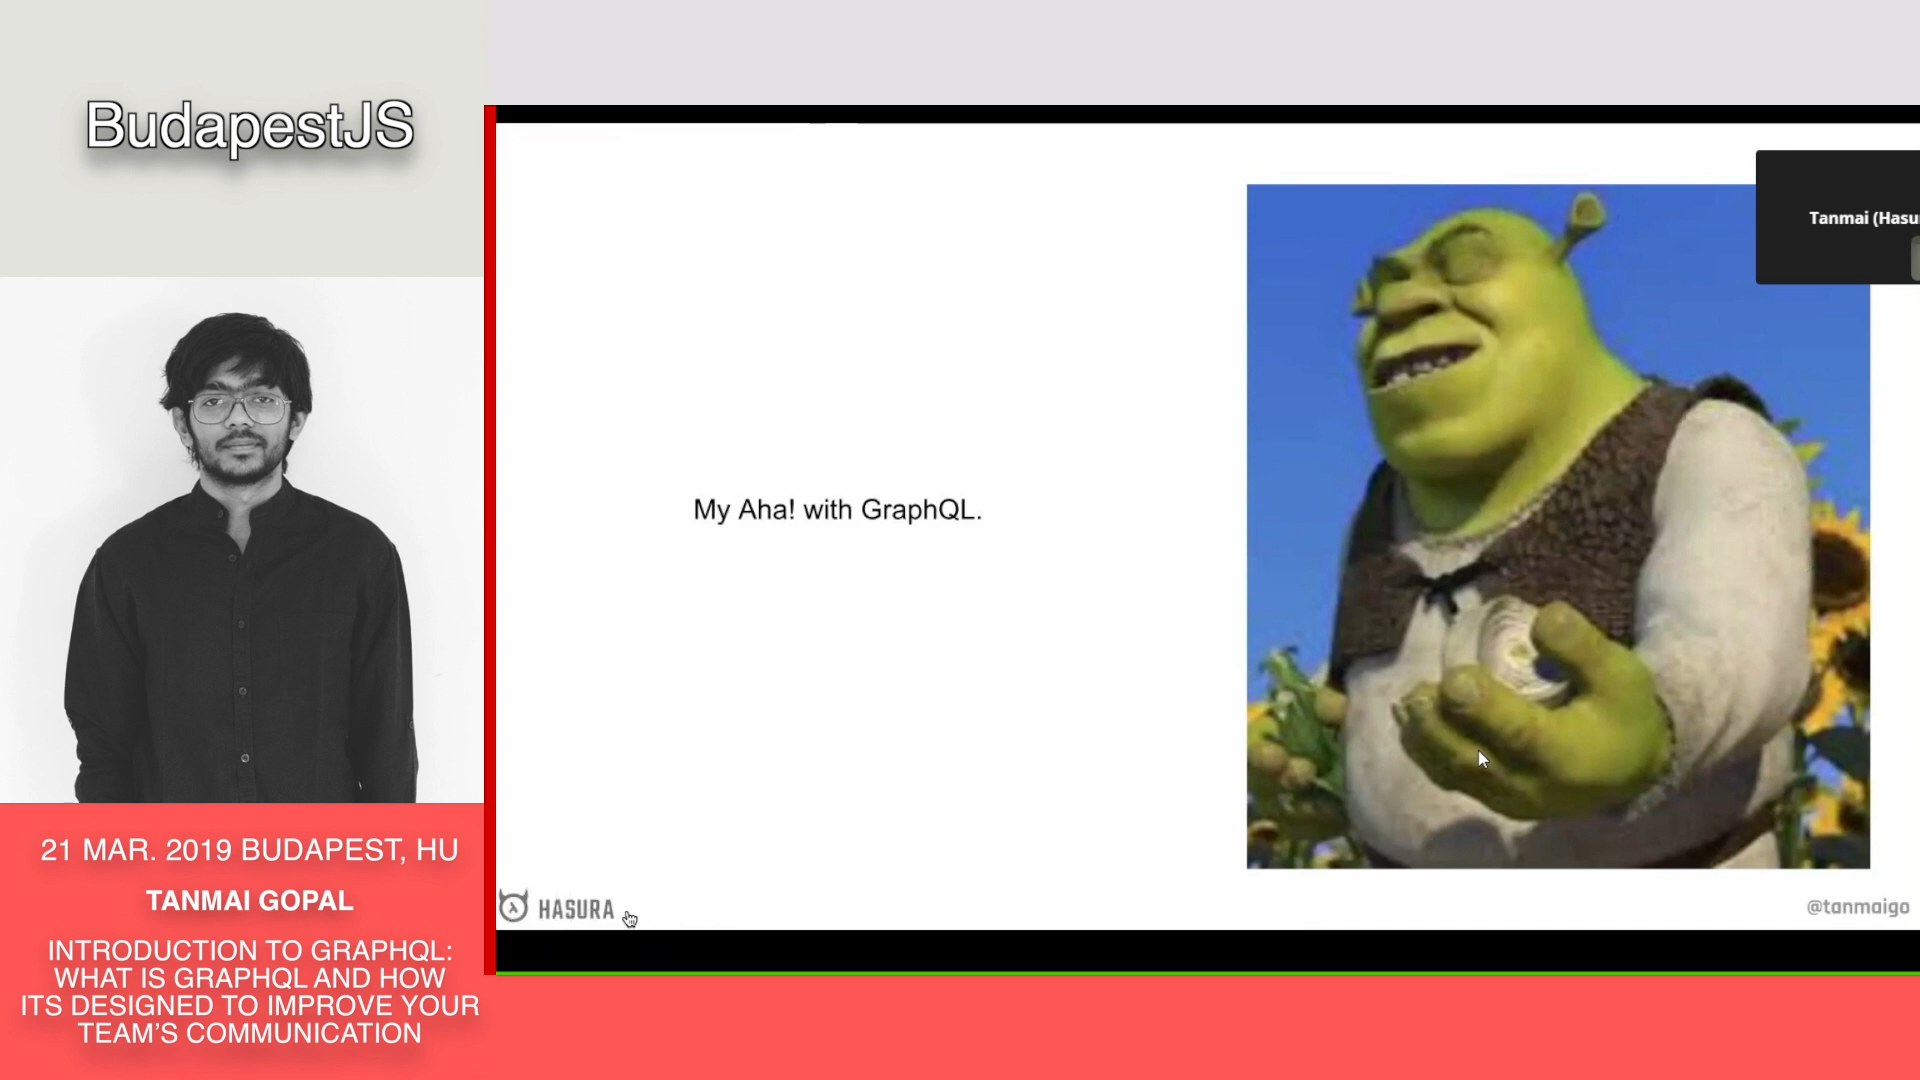 BudapestJS
Tanmai (Hasu
My Aha! with GraphQL.
HASURA
@tanmaigo
21 MAR. 2019 BUDAPEST, HU
TANMAI GOPAL
INTRODUCTION TO GRAPHQL:
WHAT IS GRAPHQL AND HOW
ITS DESIGNED TO IMPROVE YOUR
TEAM’S COMMUNICATION